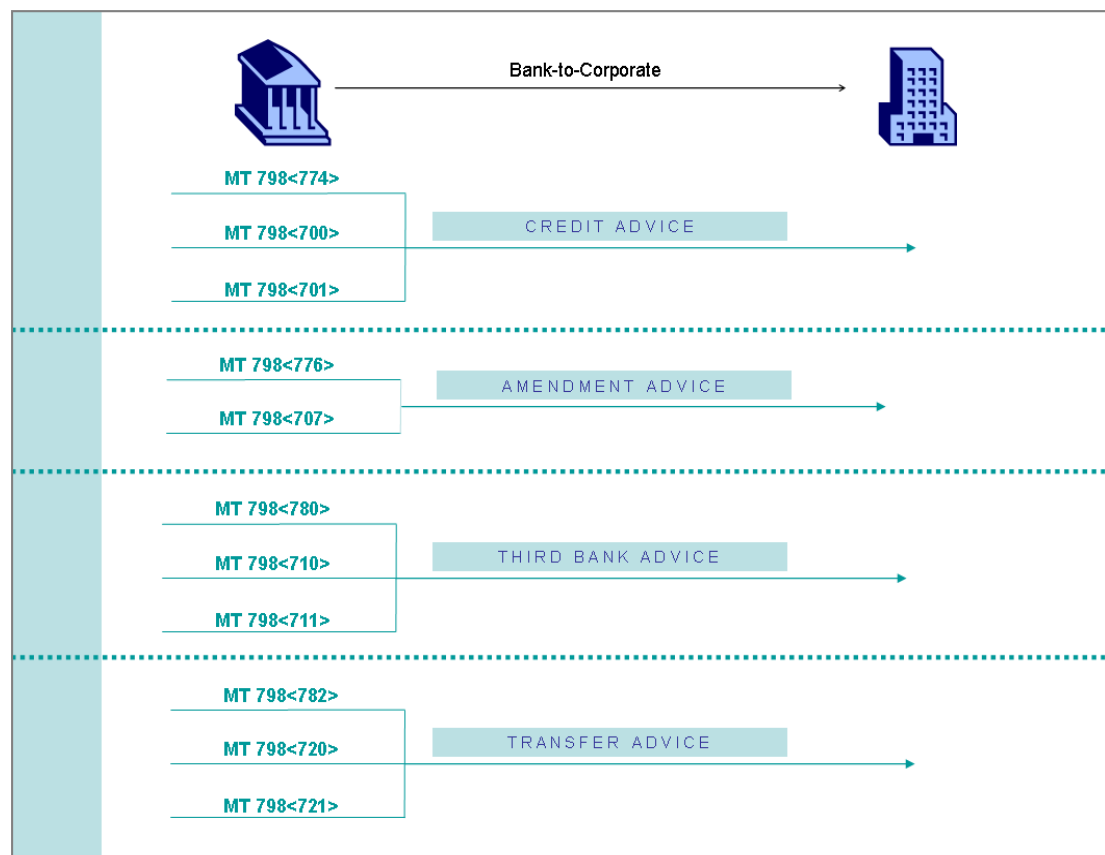 Bank-to-Corporate
MT 798<774>
MT 798<700>
CREDIT ADVICE
MT 798<701>
MT 798<776>
AMENDMENT ADVICE
MT 798<707>
MT 798<780>
MT 798<710>
THIRD BANK ADVICE
MT 798<711>
MT 798<782>
MT 798<720>
TRANSFER ADVICE
MT 798<721>